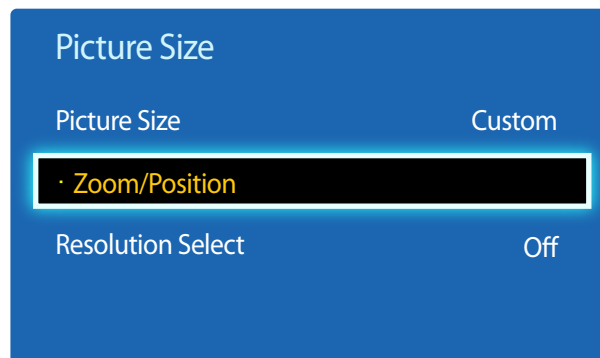 Picture Size
Picture Size Custom
· Zoom/Position
Resolution Select Off